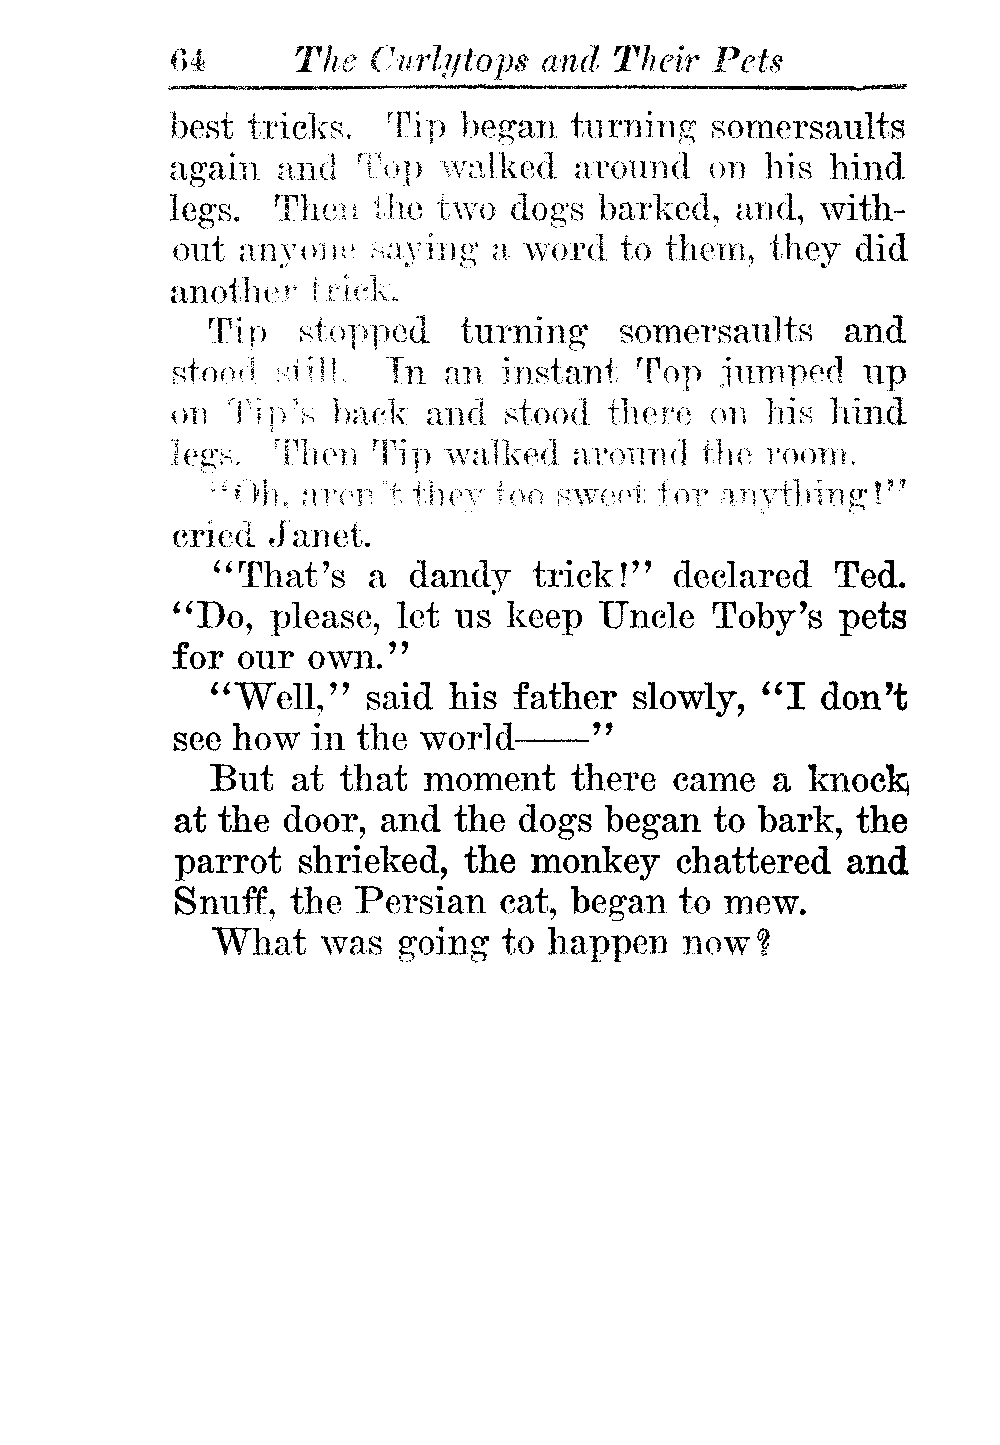 64 The Curlytops and Their Pets
best tricks. Tip began turning somersaults
again and Top walked around on his hind
legs. Then the two dogs barked, and, with-
out anyone saying a word to them, they did
another trick.
Tip stopped turning somersaults and
stood still. In an instant Top jumped up
on Tip's back and stood there on his hind
legs. Then Tip walked around the room.
"Oh, aren't they too sweet for anything!"
cried Janet.
"That's a dandy trick!" declared Ted.
"Do, please, let us keep Uncle Toby's pets
for our own."
"Well," said his father slowly, "I don't
see how in the world——"
But at that moment there came a knock
at the door, and the dogs began to bark, the
parrot shrieked, the monkey chattered and
Snuff, the Persian cat, began to mew.
What was going to happen now?